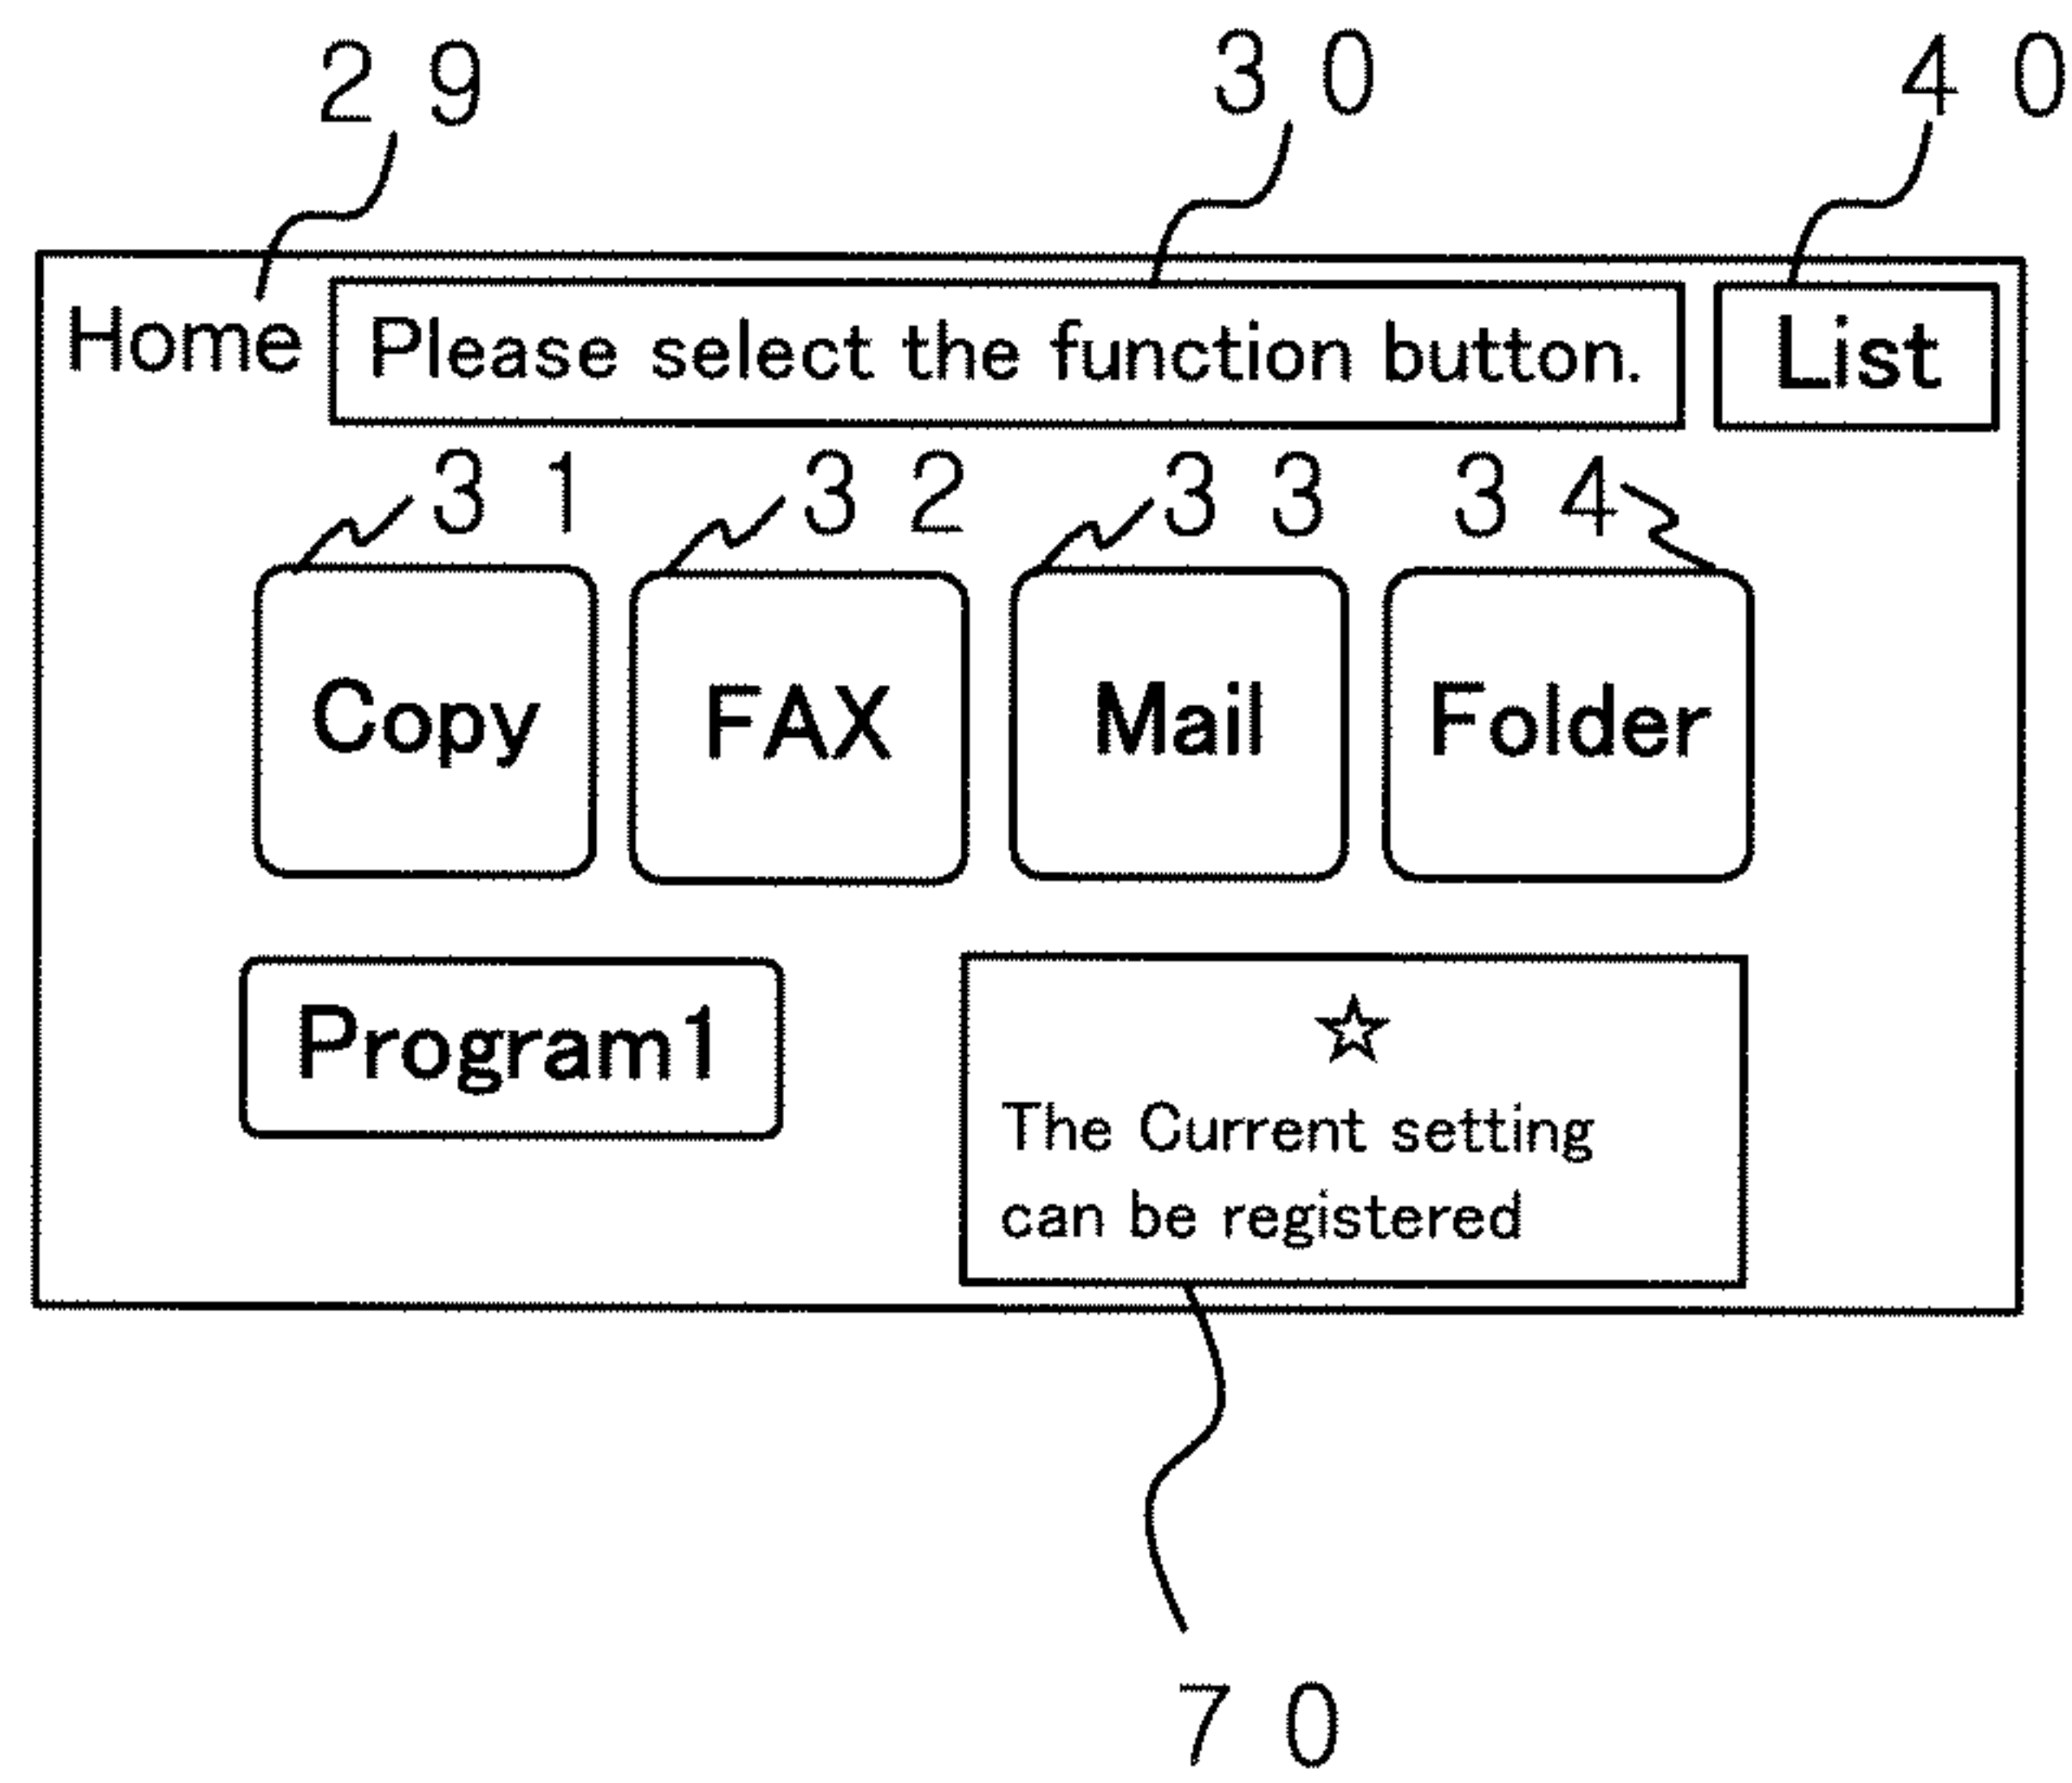 29 30 40
Home Please select the function button. List
31 32 33 34
Copy FAX Mail Folder
Program1
☆
The Current setting
can be registered
70